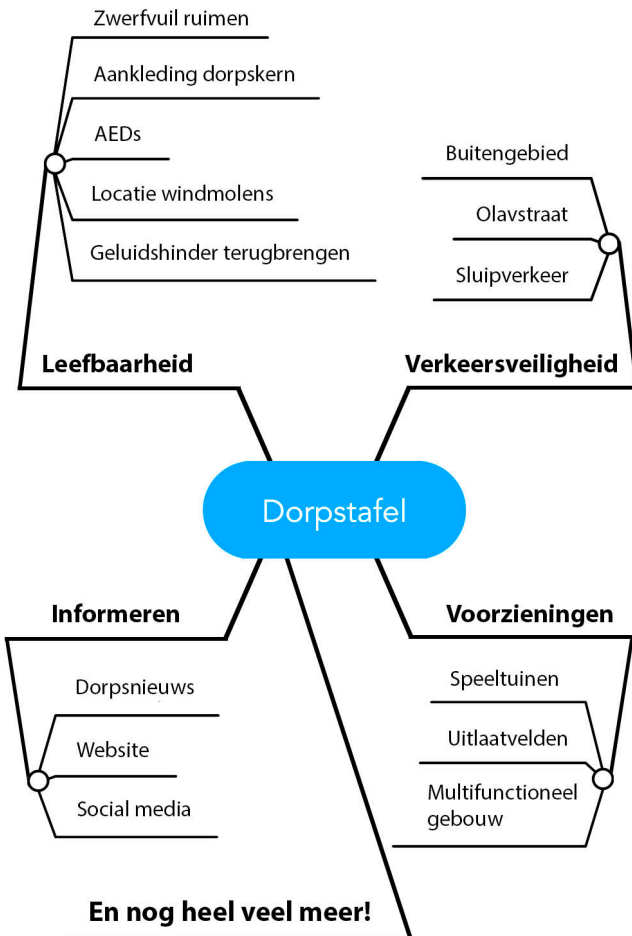 Zwerfvuil ruimen
Aankleding dorpskern
AEDs
Locatie windmolens
Geluidshinder terugbrengen
Leefbaarheid
Buitengebied
Olavstraat
Sluipverkeer
Verkeersveiligheid
Dorpstafel
Informeren
Dorpsnieuws
Website
Social media
Voorzieningen
Speeltuinen
Uitlaatvelden
Multifunctioneel
gebouw
En nog heel veel meer!